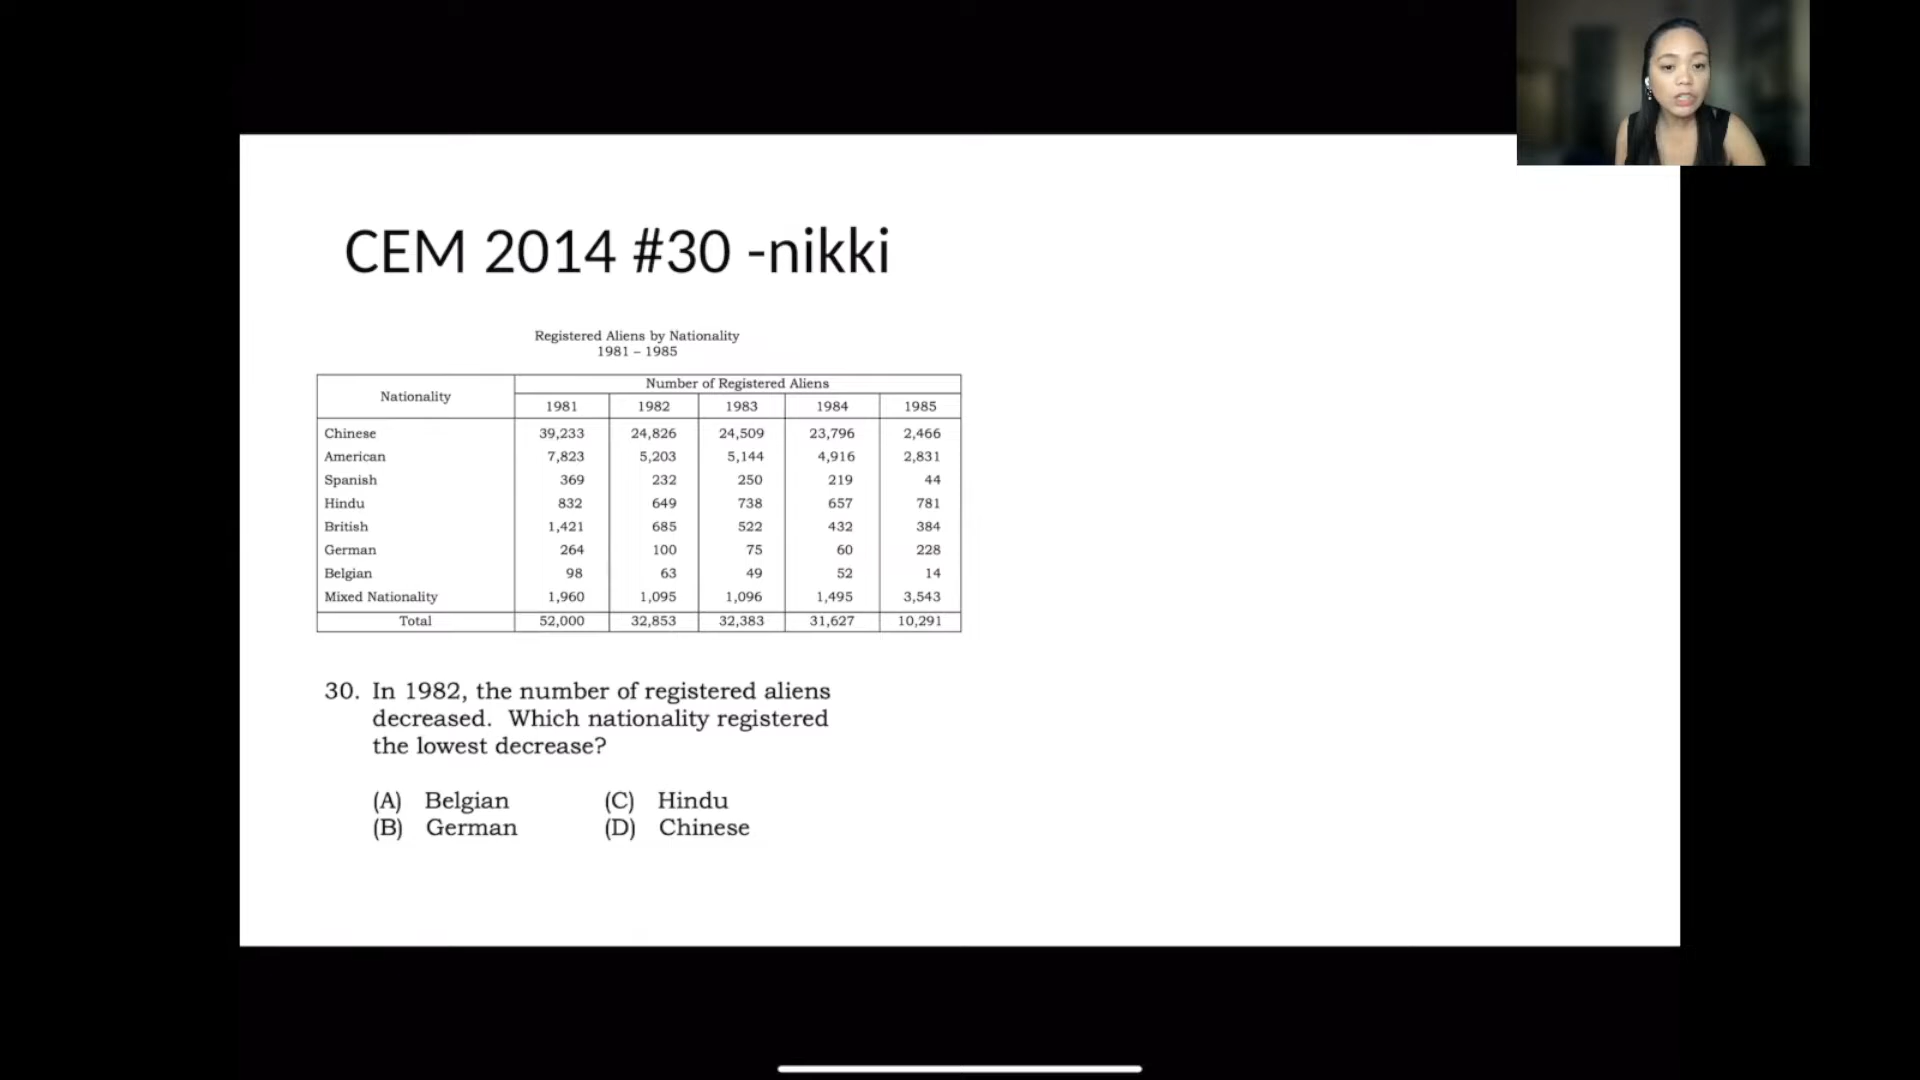 CEM 2014 #30 -nikki
Registered Aliens by Nationality
1981 – 1985
Nationality Number of Registered Aliens
1981 1982 1983 1984 1985
Chinese 39,233 24,826 24,509 23,796 2,466
American 7,823 5,203 5,144 4,916 2,831
Spanish 369 232 250 219 44
Hindu 832 649 738 657 781
British 1,421 685 522 432 384
German 264 100 75 60 228
Belgian 98 63 49 52 14
Mixed Nationality 1,960 1,095 1,096 1,495 3,543
Total 52,000 32,853 32,383 31,627 10,291
30. In 1982, the number of registered aliens
decreased. Which nationality registered
the lowest decrease?
(A) Belgian (C) Hindu
(B) German (D) Chinese